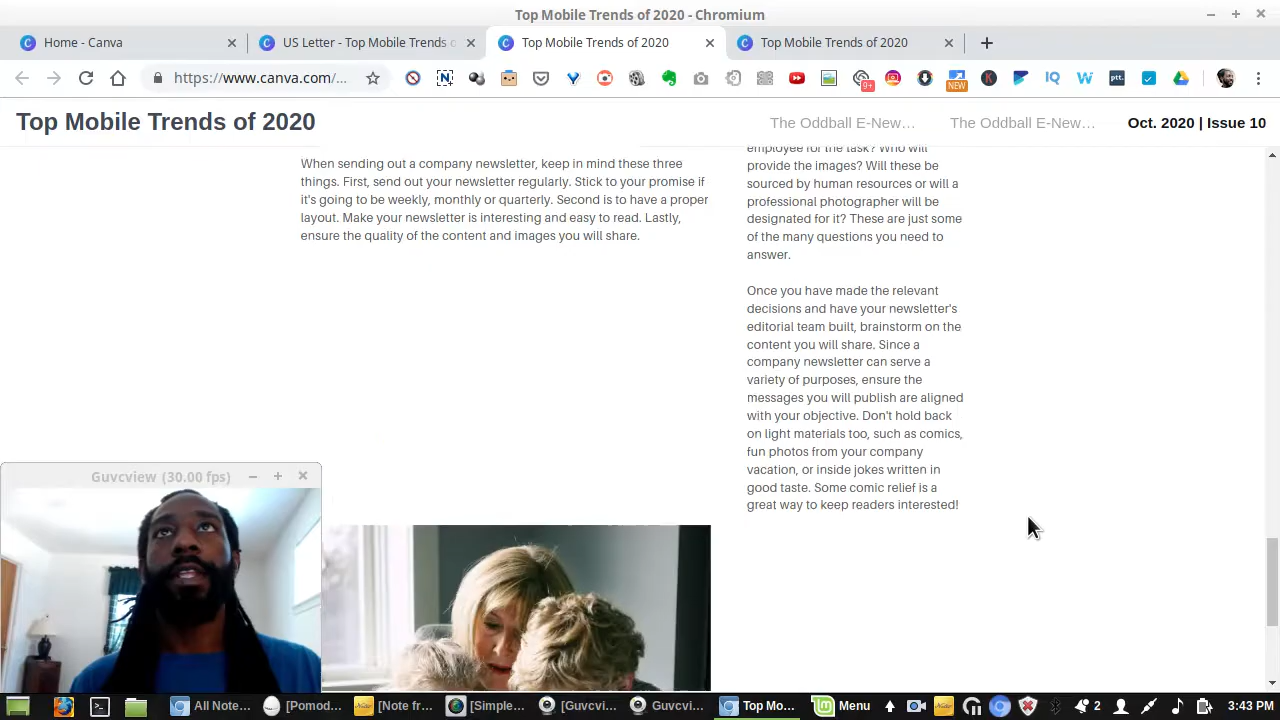 Top Mobile Trends of 2020 - Chromium
Home - Canva
US Letter - Top Mobile Trends o
Top Mobile Trends of 2020
Top Mobile Trends of 2020
https://www.canva.com/...
9+
NEW
IQ
W
ptt.
Top Mobile Trends of 2020
The Oddball E-New...
The Oddball E-New...
Oct. 2020 | Issue 10
When sending out a company newsletter, keep in mind these three
things. First, send out your newsletter regularly. Stick to your promise if
it's going to be weekly, monthly or quarterly. Second is to have a proper
layout. Make your newsletter is interesting and easy to read. Lastly,
ensure the quality of the content and images you will share.
employee for the task? Who will
provide the images? Will these be
sourced by human resources or will a
professional photographer will be
designated for it? These are just some
of the many questions you need to
answer.
Once you have made the relevant
decisions and have your newsletter's
editorial team built, brainstorm on the
content you will share. Since a
company newsletter can serve a
variety of purposes, ensure the
messages you will publish are aligned
with your objective. Don't hold back
on light materials too, such as comics,
fun photos from your company
vacation, or inside jokes written in
good taste. Some comic relief is a
great way to keep readers interested!
Guvcview (30.00 fps)
All Note...
[Pomod...
[Note fr...
[Simple...
[Guvcvi...
Guvcvi...
Top Mo...
Menu
2
3:43 PM